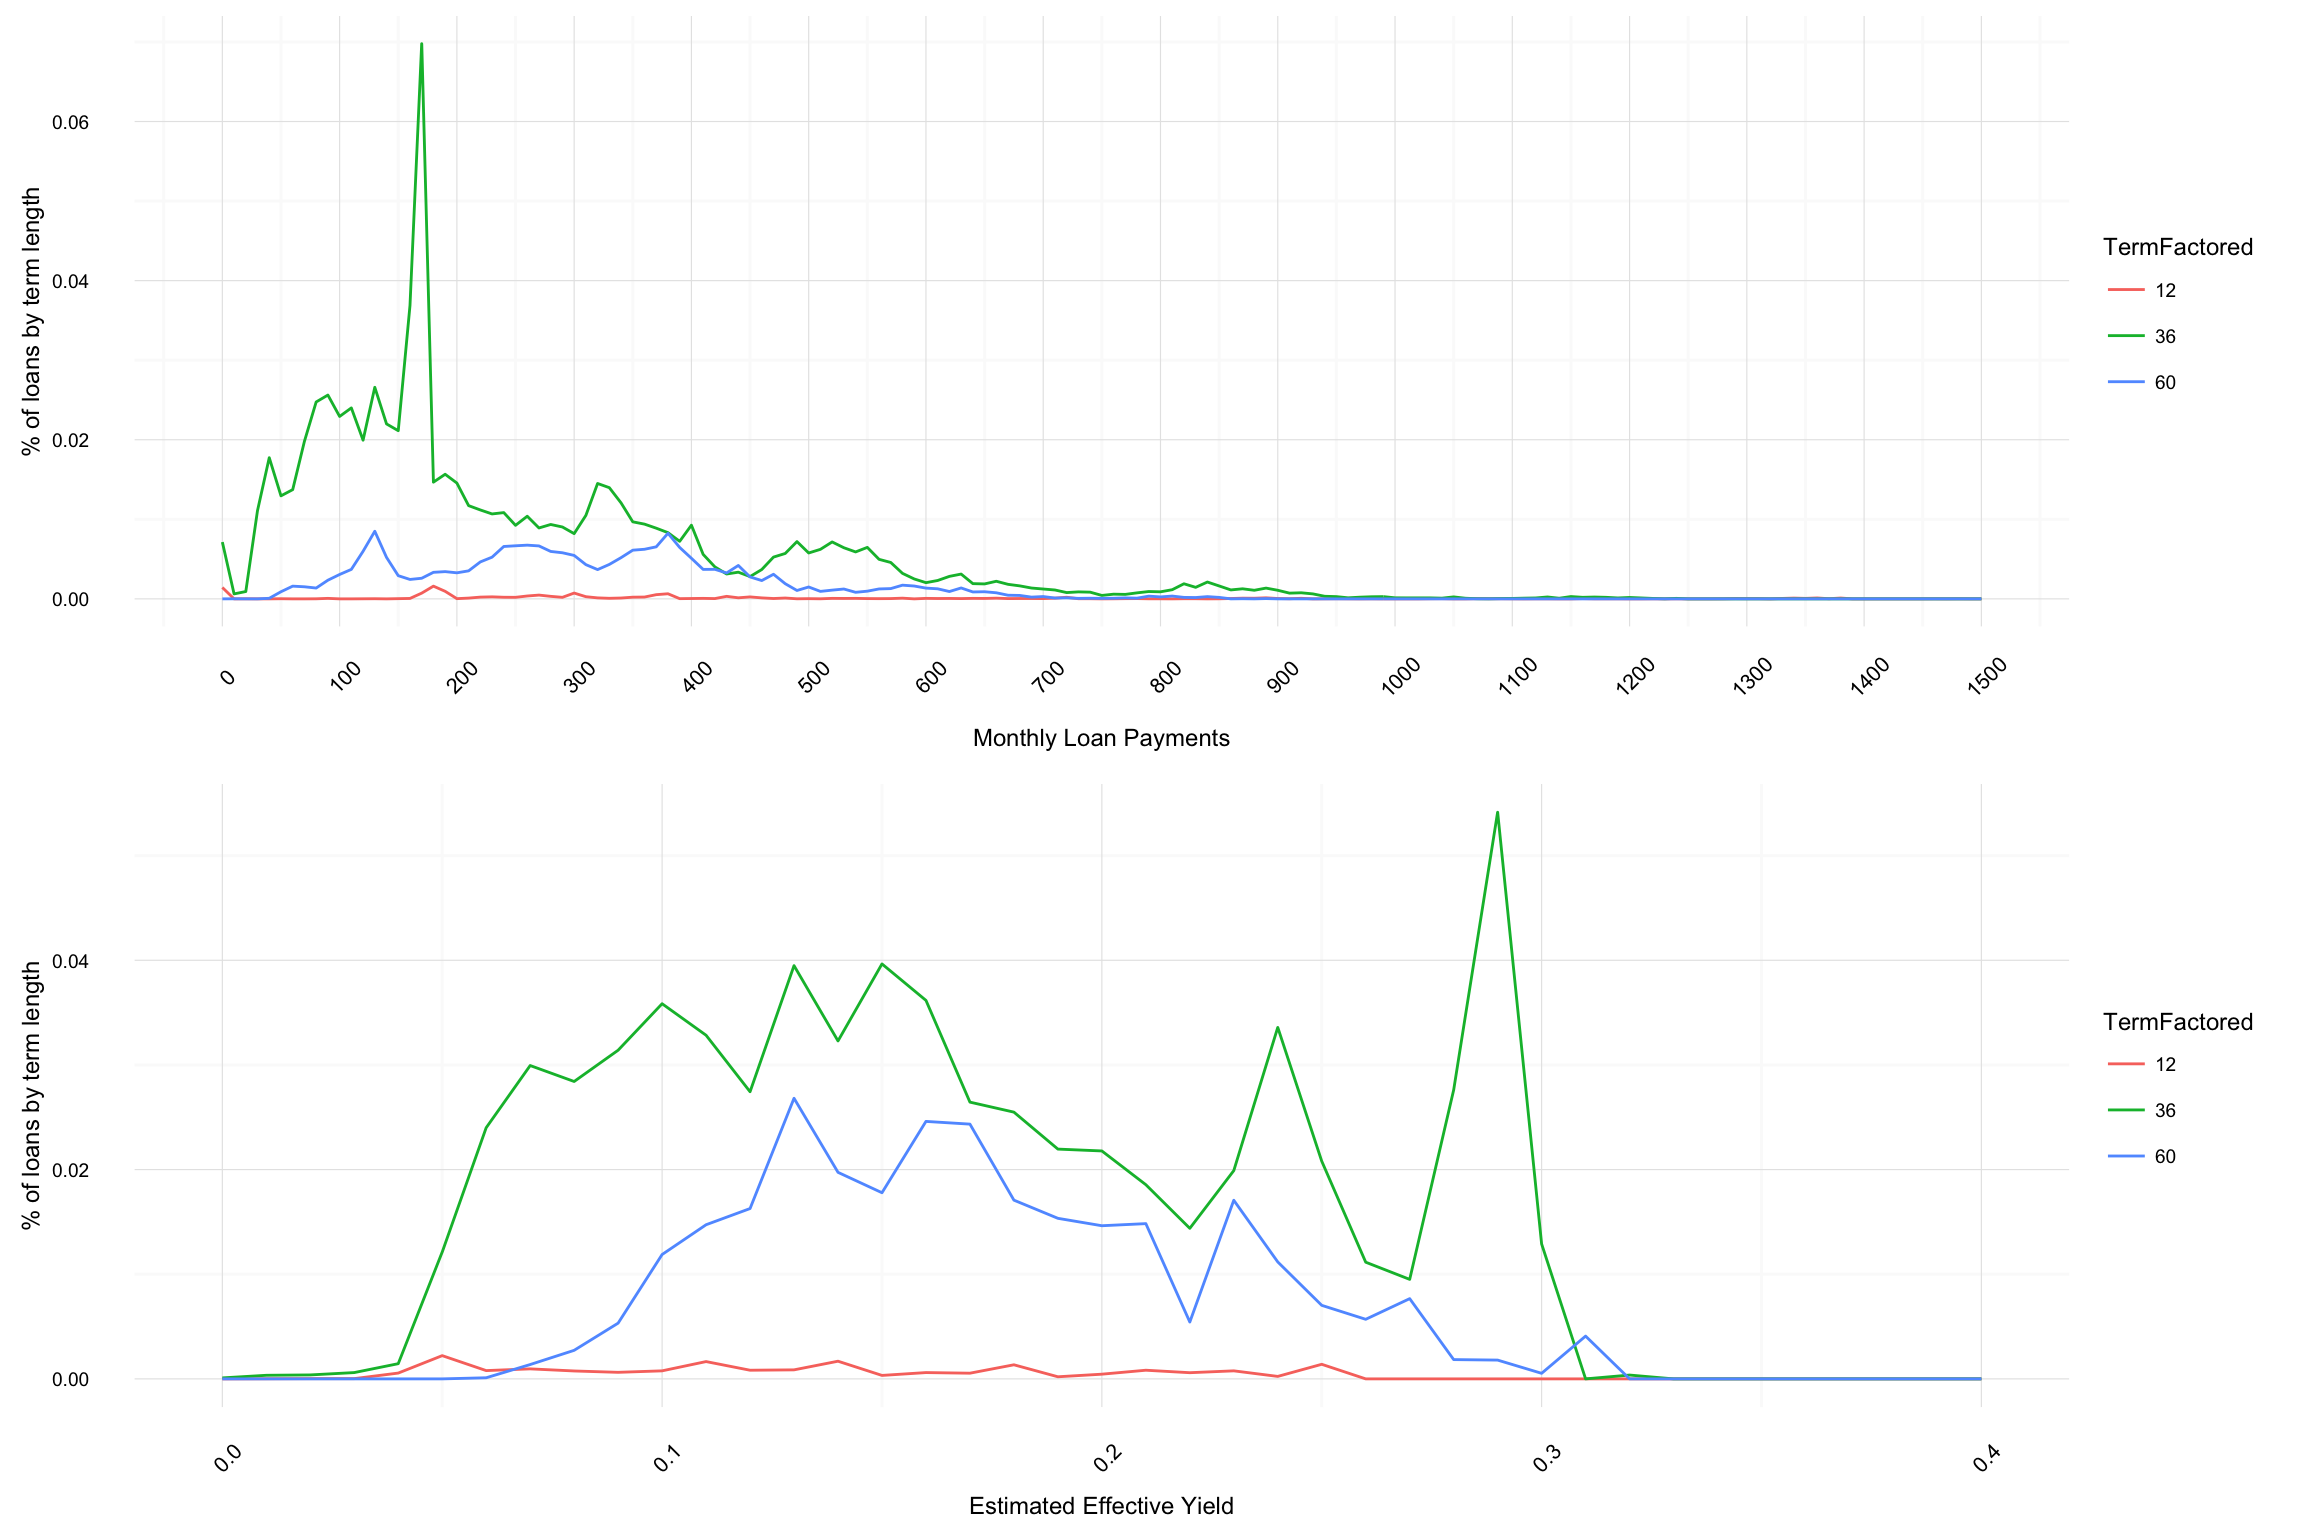 % of loans by term length
0.06
0.04
0.02
0.00
0 100 200 300 400 500 600 700 800 900 1000 1100 1200 1300 1400 1500
Monthly Loan Payments
TermFactored
12
36
60
% of loans by term length
0.04
0.02
0.00
0.0 0.1 0.2 0.3 0.4
Estimated Effective Yield
TermFactored
12
36
60